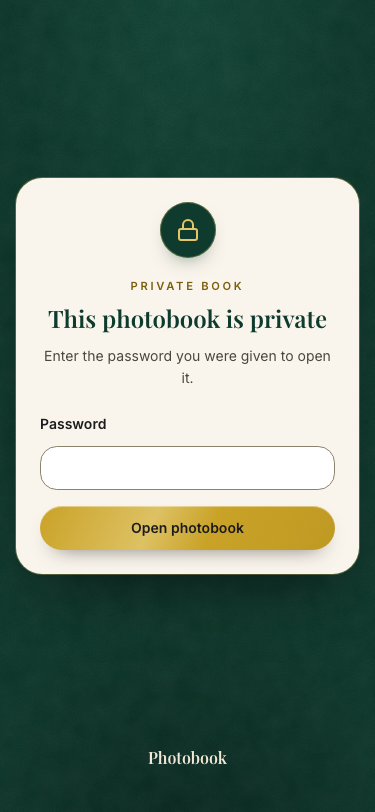 PRIVATE BOOK
This photobook is private
Enter the password you were given to open
it.
Password
Open photobook
Photobook